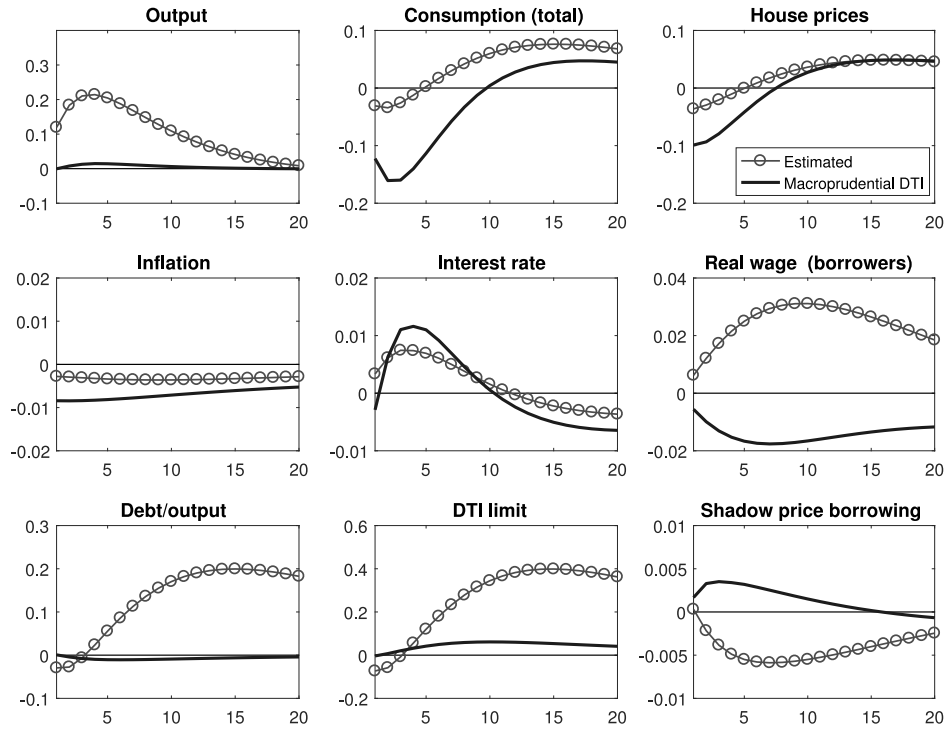 Output
0.3
0.2
0.1
0
-0.1
5 10 15 20
Consumption (total)
0.1
0
-0.1
-0.2
5 10 15 20
House prices
0.1
0
-0.1
-0.2
5 10 15 20
Estimated
Macroprudential DTI
Inflation
0.02
0.01
0
-0.01
-0.02
5 10 15 20
Interest rate
0.02
0.01
0
-0.01
5 10 15 20
Real wage (borrowers)
0.04
0.02
0
-0.02
5 10 15 20
Debt/output
0.3
0.2
0.1
0
-0.1
5 10 15 20
DTI limit
0.6
0.4
0.2
0
-0.2
5 10 15 20
Shadow price borrowing
0.01
0.005
0
-0.005
-0.01
5 10 15 20